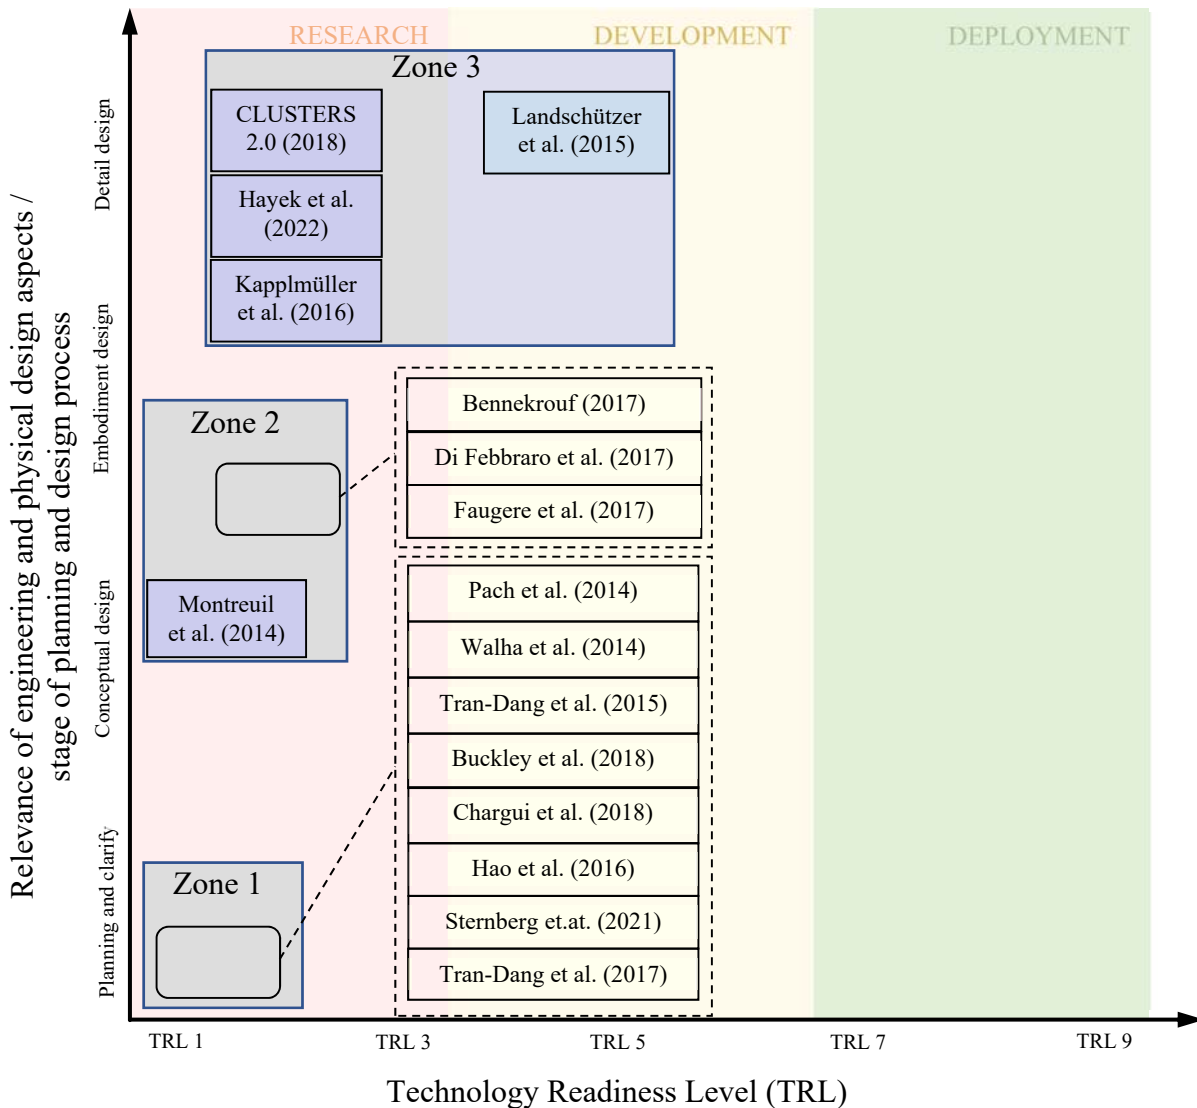 RESEARCH
DEVELOPMENT
DEPLOYMENT
Zone 3
CLUSTERS
2.0 (2018)
Landschützer
et al. (2015)
Hayek et al.
(2022)
Kapplmüller
et al. (2016)
Zone 2
Montreuil
et al. (2014)
Bennekrouf (2017)
Di Febbraro et al. (2017)
Faugere et al. (2017)
Pach et al. (2014)
Walha et al. (2014)
Tran-Dang et al. (2015)
Buckley et al. (2018)
Chargui et al. (2018)
Hao et al. (2016)
Sternberg et.at. (2021)
Tran-Dang et al. (2017)
Zone 1
Relevance of engineering and physical design aspects /
stage of planning and design process
Detail design
Embodiment design
Conceptual design
Planning and clarify
TRL 1
TRL 3
TRL 5
TRL 7
TRL 9
Technology Readiness Level (TRL)